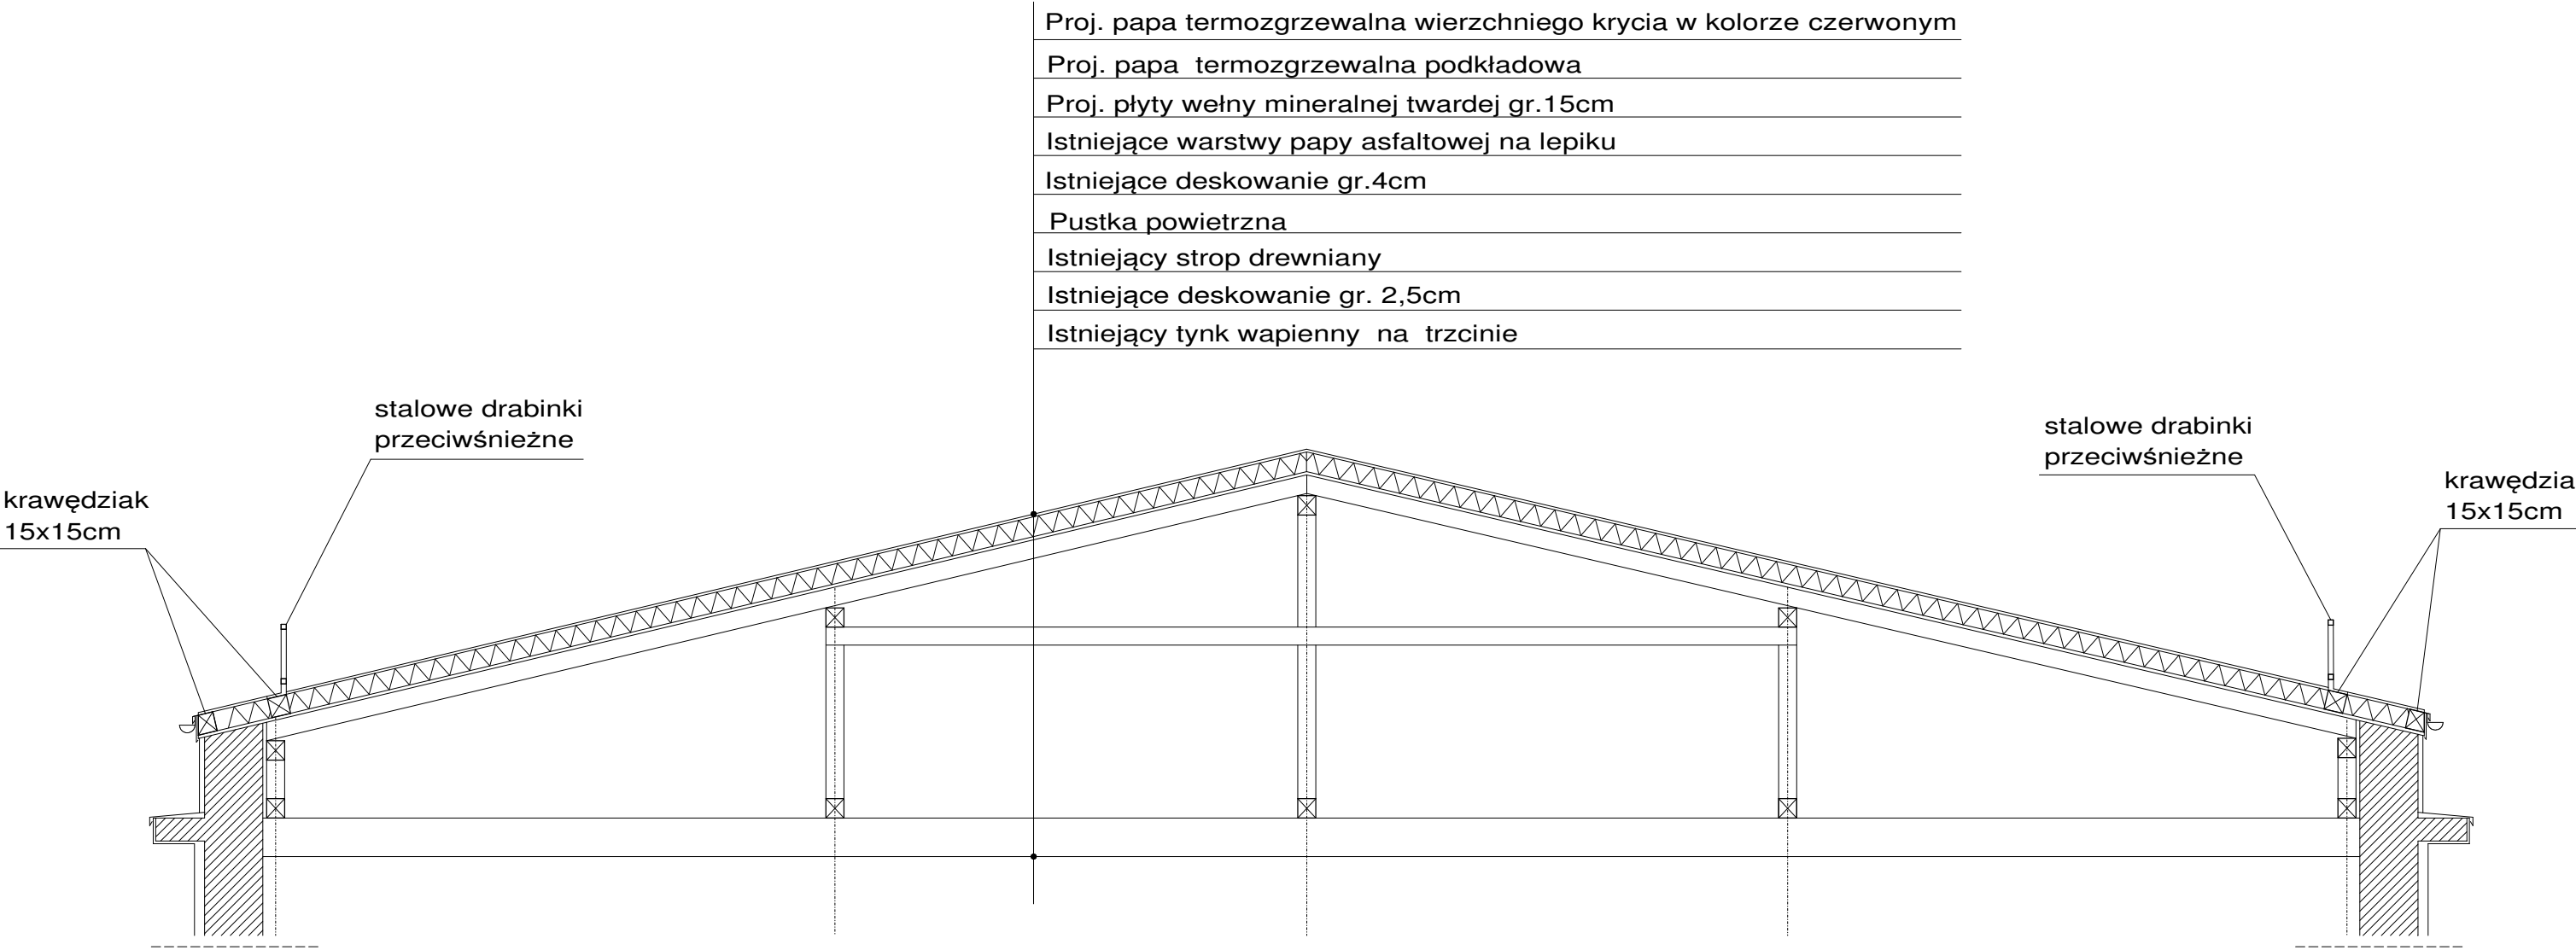 Proj. papa termozgrzewalna wierzchniego krycia w kolorze czerwonym
Proj. papa termozgrzewalna podkładowa
Proj. płyty wełny mineralnej twardej gr.15cm
Istniejące warstwy papy asfaltowej na lepiku
Istniejące deskowanie gr.4cm
Pustka powietrzna
Istniejący strop drewniany
Istniejące deskowanie gr. 2,5cm
Istniejący tynk wapienny na trzcinie
stalowe drabinki
przeciwśnieżne
krawędziak
15x15cm
stalowe drabinki
przeciwśnieżne
krawędzia
15x15cm